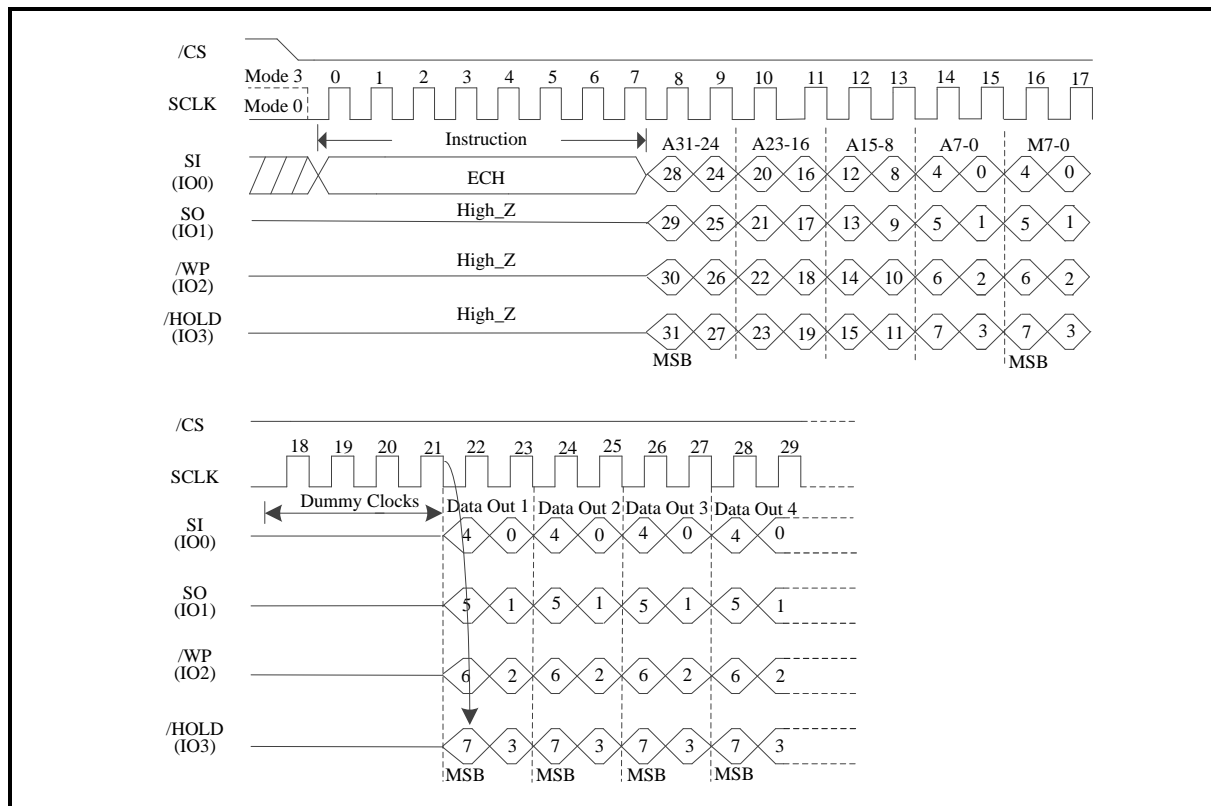 /CS
Mode 3 0 1 2 3 4 5 6 7 8 9 10 11 12 13 14 15 16 17
SCLK Mode 0
Instruction A31-24 A23-16 A15-8 A7-0 M7-0
SI
(IO0) ECH 28 24 20 16 12 8 4 0 4 0
SO
(IO1) High_Z 29 25 21 17 13 9 5 1 5 1
/WP
(IO2) High_Z 30 26 22 18 14 10 6 2 6 2
/HOLD
(IO3) High_Z 31 27 23 19 15 11 7 3 7 3
MSB MSB
/CS
18 19 20 21 22 23 24 25 26 27 28 29
SCLK
Dummy Clocks Data Out 1 Data Out 2 Data Out 3 Data Out 4
SI
(IO0) 4 0 4 0 4 0 4 0
SO
(IO1) 5 1 5 1 5 1 5 1
/WP
(IO2) 6 2 6 2 6 2 6 2
/HOLD
(IO3) 7 3 7 3 7 3 7 3
MSB MSB MSB MSB